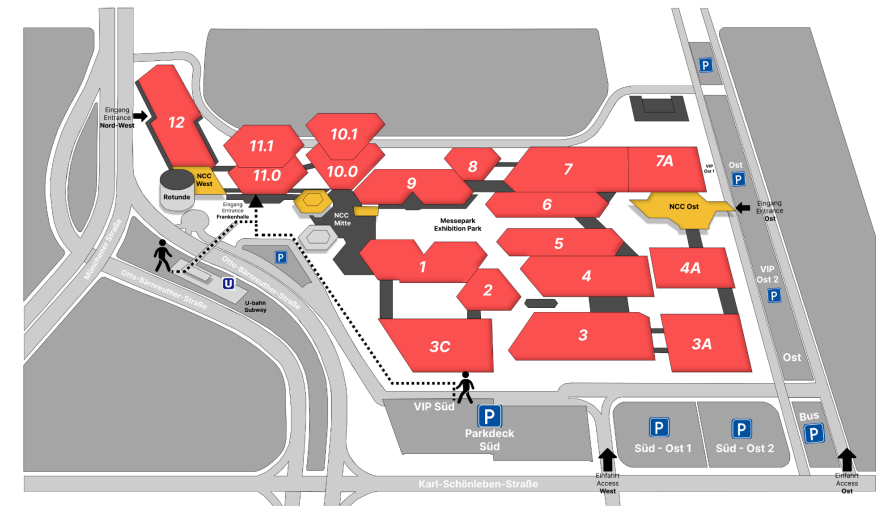 P
12
Eingang
Entrance
Nord-West
11.1
10.1
11.0
10.0
NCC
West
Rotunde
Eingang
Entrance
Frankenhalle
9
8
7
7A
VIP
Ost 1
Ost
P
6
NCC Ost
Eingang
Entrance
Ost
NCC
Mitte
Messepark
Exhibition Park
5
1
4
4A
2
VIP
Ost 2
P
Münchener Straße
Otto-Bärnreuther-Straße
P
U
U-bahn
Subway
Otto-Bärnreuther-Straße
3C
3
3A
Ost
VIP Süd
P
Parkdeck
Süd
P
Süd - Ost 1
P
Süd - Ost 2
Bus
P
Einfahrt
Access
West
Einfahrt
Access
Ost
Karl-Schönleben-Straße